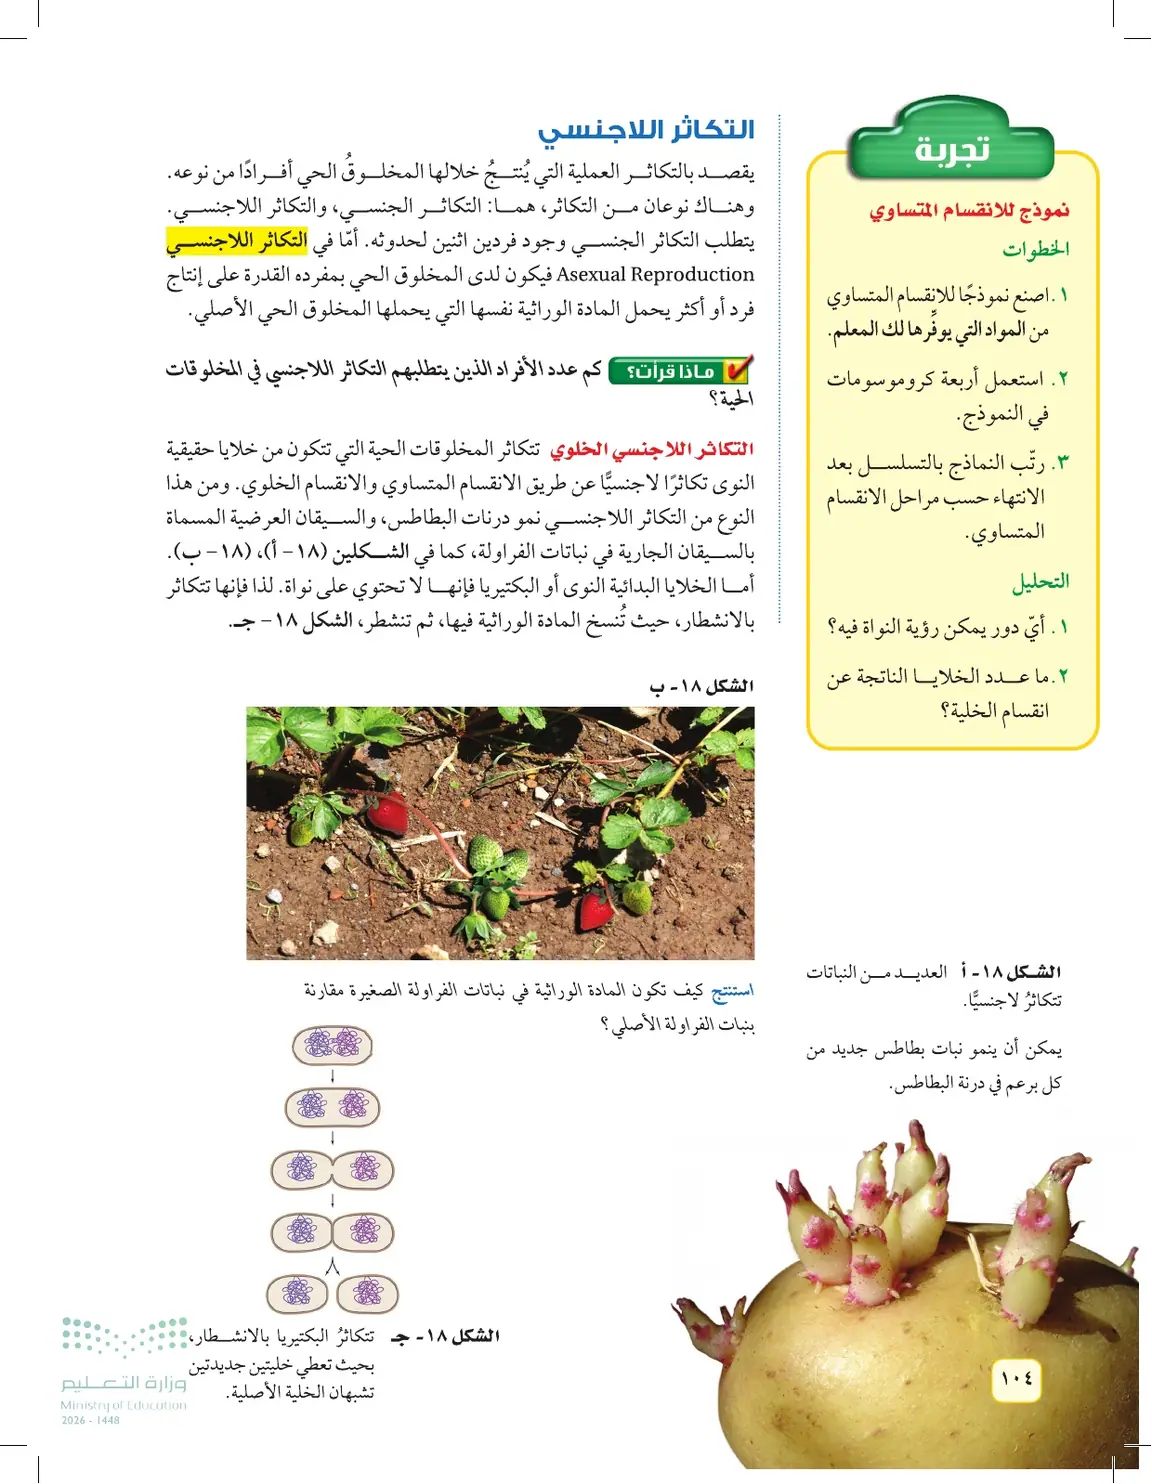 التكاثر اللاجنسي
يقصد بالتكاثر العملية التي يُنتجُ خلالها المخلوقُ الحي أفرادًا من نوعه.
وهناك نوعان من التكاثر، هما: التكاثر الجنسي، والتكاثر اللاجنسي.
يتطلب التكاثر الجنسي وجود فردين اثنين لحدوثه. أمّا في التكاثر اللاجنسي
Asexual Reproduction فيكون لدى المخلوق الحي بمفرده القدرة على إنتاج
فرد أو أكثر يحمل المادة الوراثية نفسها التي يحملها المخلوق الحي الأصلي.
ماذا قرأت؟ كم عدد الأفراد الذين يتطلبهم التكاثر اللاجنسي في المخلوقات
الحية؟
التكاثر اللاجنسي الخلوي تتكاثر المخلوقات الحية التي تتكون من خلايا حقيقية
النوى تكاثرًا لاجنسيًّا عن طريق الانقسام المتساوي والانقسام الخلوي. ومن هذا
النوع من التكاثر اللاجنسي نمو درنات البطاطس، والسيقان العرضية المسماة
بالسيقان الجارية في نباتات الفراولة، كما في الشكلين (١٨- أ)، (١٨- ب).
أما الخلايا البدائية النوى أو البكتيريا فإنها لا تحتوي على نواة. لذا فإنها تتكاثر
بالانشطار، حيث تُنسخ المادة الوراثية فيها، ثم تنشطر، الشكل ١٨- جـ.
تجربة
نموذج للانقسام المتساوي
الخطوات
١. اصنع نموذجًا للانقسام المتساوي
من المواد التي يوفِّرها لك المعلم.
٢. استعمل أربعة كروموسومات
في النموذج.
٣. رتّب النماذج بالتسلسل بعد
الانتهاء حسب مراحل الانقسام
المتساوي.
التحليل
١. أيّ دور يمكن رؤية النواة فيه؟
٢. ما عدد الخلايا الناتجة عن
انقسام الخلية؟
الشكل ١٨- ب
استنتج كيف تكون المادة الوراثية في نباتات الفراولة الصغيرة مقارنة
بنبات الفراولة الأصلي؟
الشكل ١٨- أ العديد من النباتات
تتكاثرُ لاجنسيًّا.
يمكن أن ينمو نبات بطاطس جديد من
كل برعم في درنة البطاطس.
الشكل ١٨- جـ تتكاثرُ البكتيريا بالانشطار،
بحيث تعطي خليتين جديدتين
تشبهان الخلية الأصلية.
وزارة التعليم
Ministry of Education
2026 - 1448
١٠٤